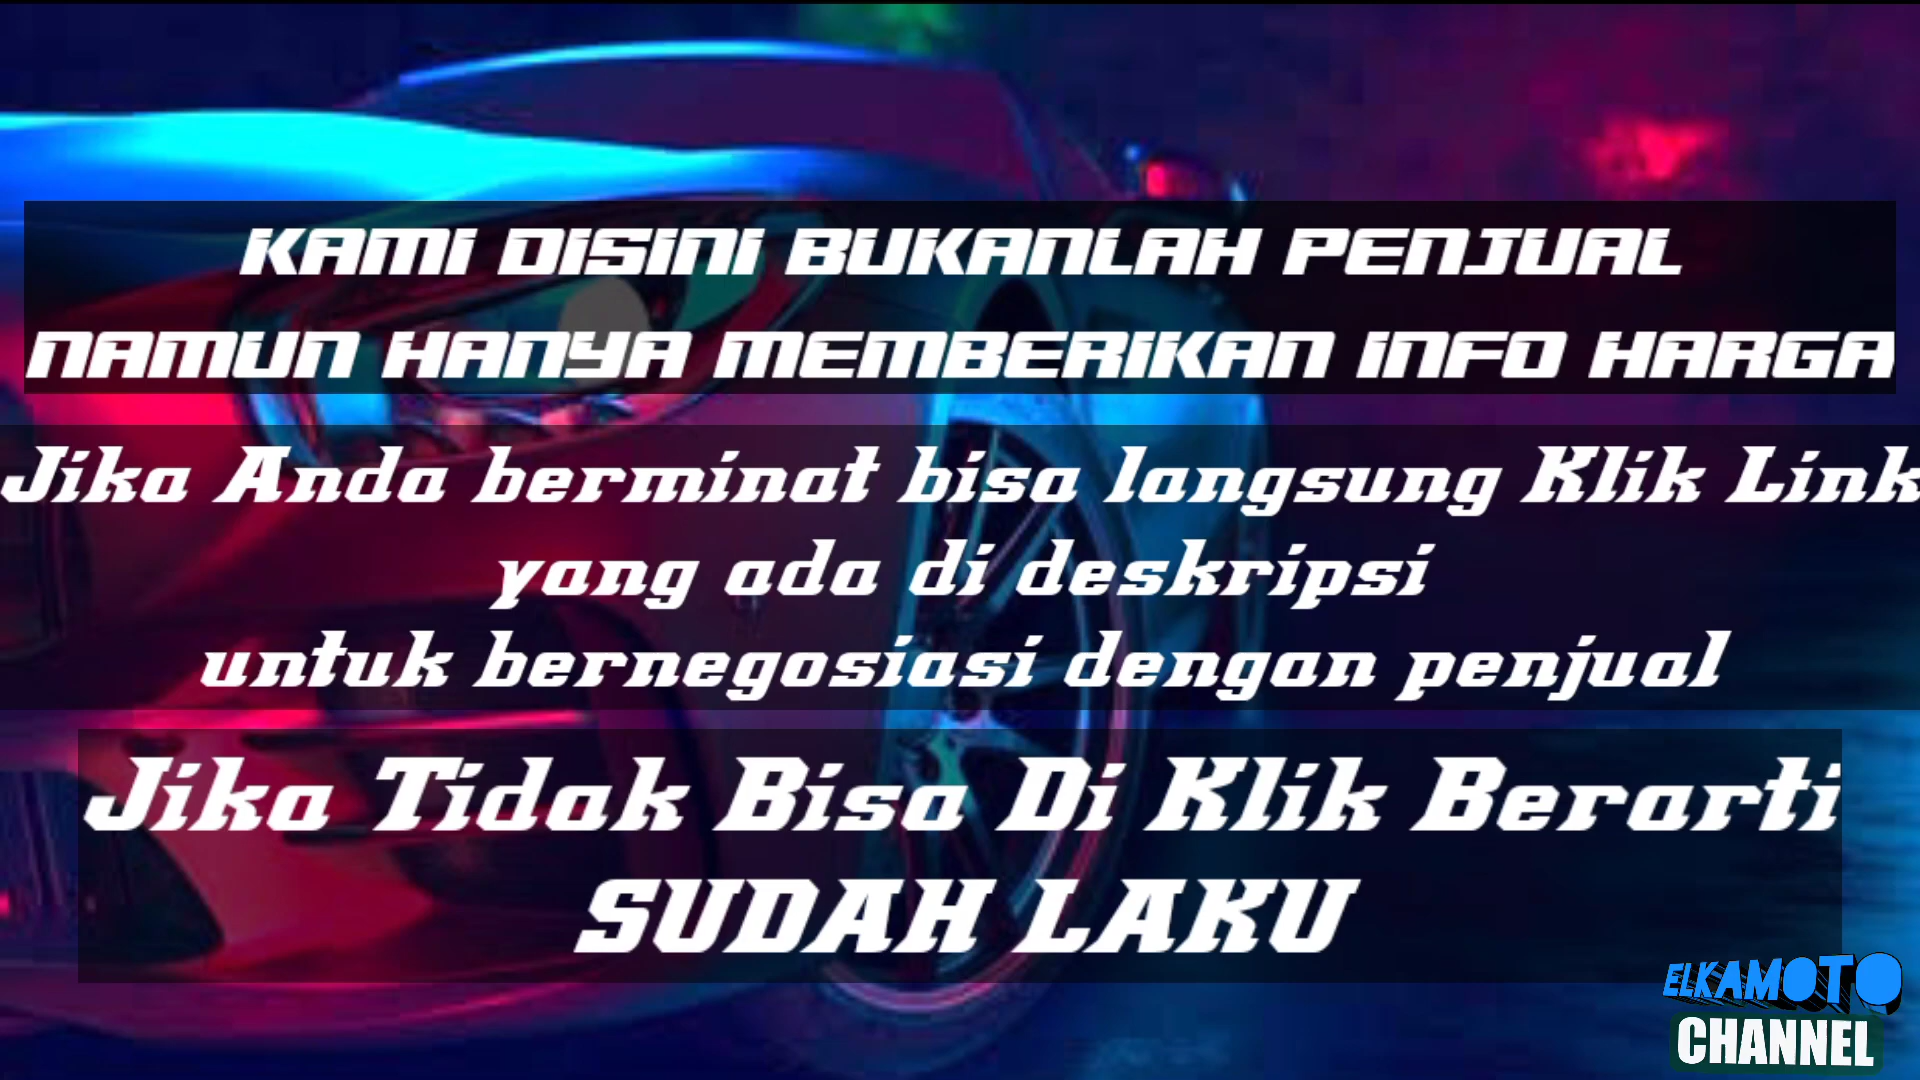 KAMI DISINI BUKANLAH PENJUAL
NAMUN HANYA MEMBERIKAN INFO HARGA
Jika Anda berminat bisa langsung Klik Link
yang ada di deskripsi
untuk bernegosiasi dengan penjual
Jika Tidak Bisa Di Klik Berarti
SUDAH LAKU
ELKAMOTO
CHANNEL